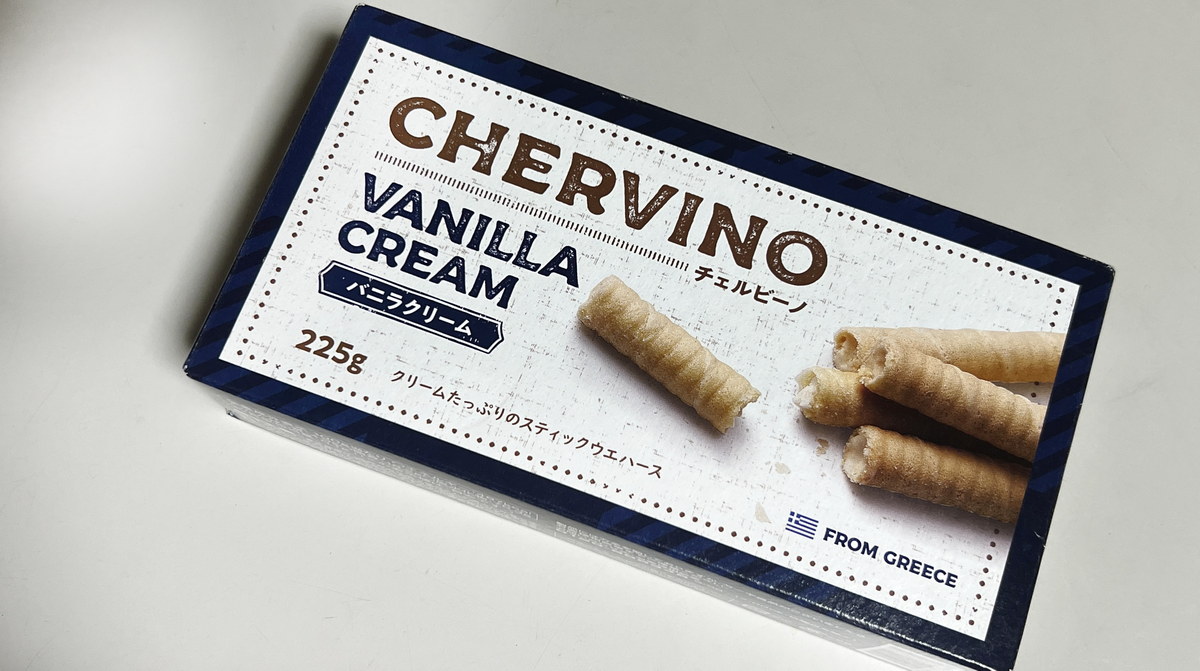 CHERVINO
チェルビーノ
VANILLA
CREAM
バニラクリーム
225g
クリームたっぷりのスティックウエハース
FROM GREECE